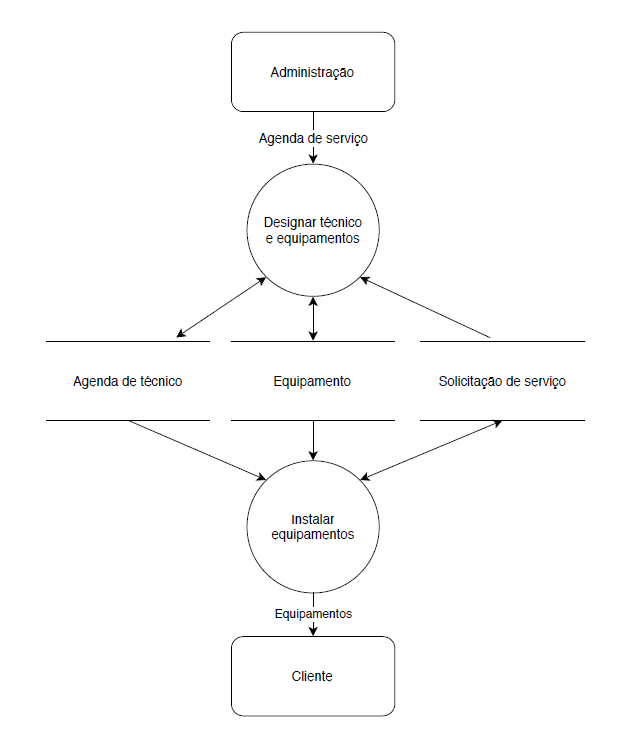 Administração
Agenda de serviço
Designar técnico
e equipamentos
Agenda de técnico
Equipamento
Solicitação de serviço
Instalar
equipamentos
Equipamentos
Cliente